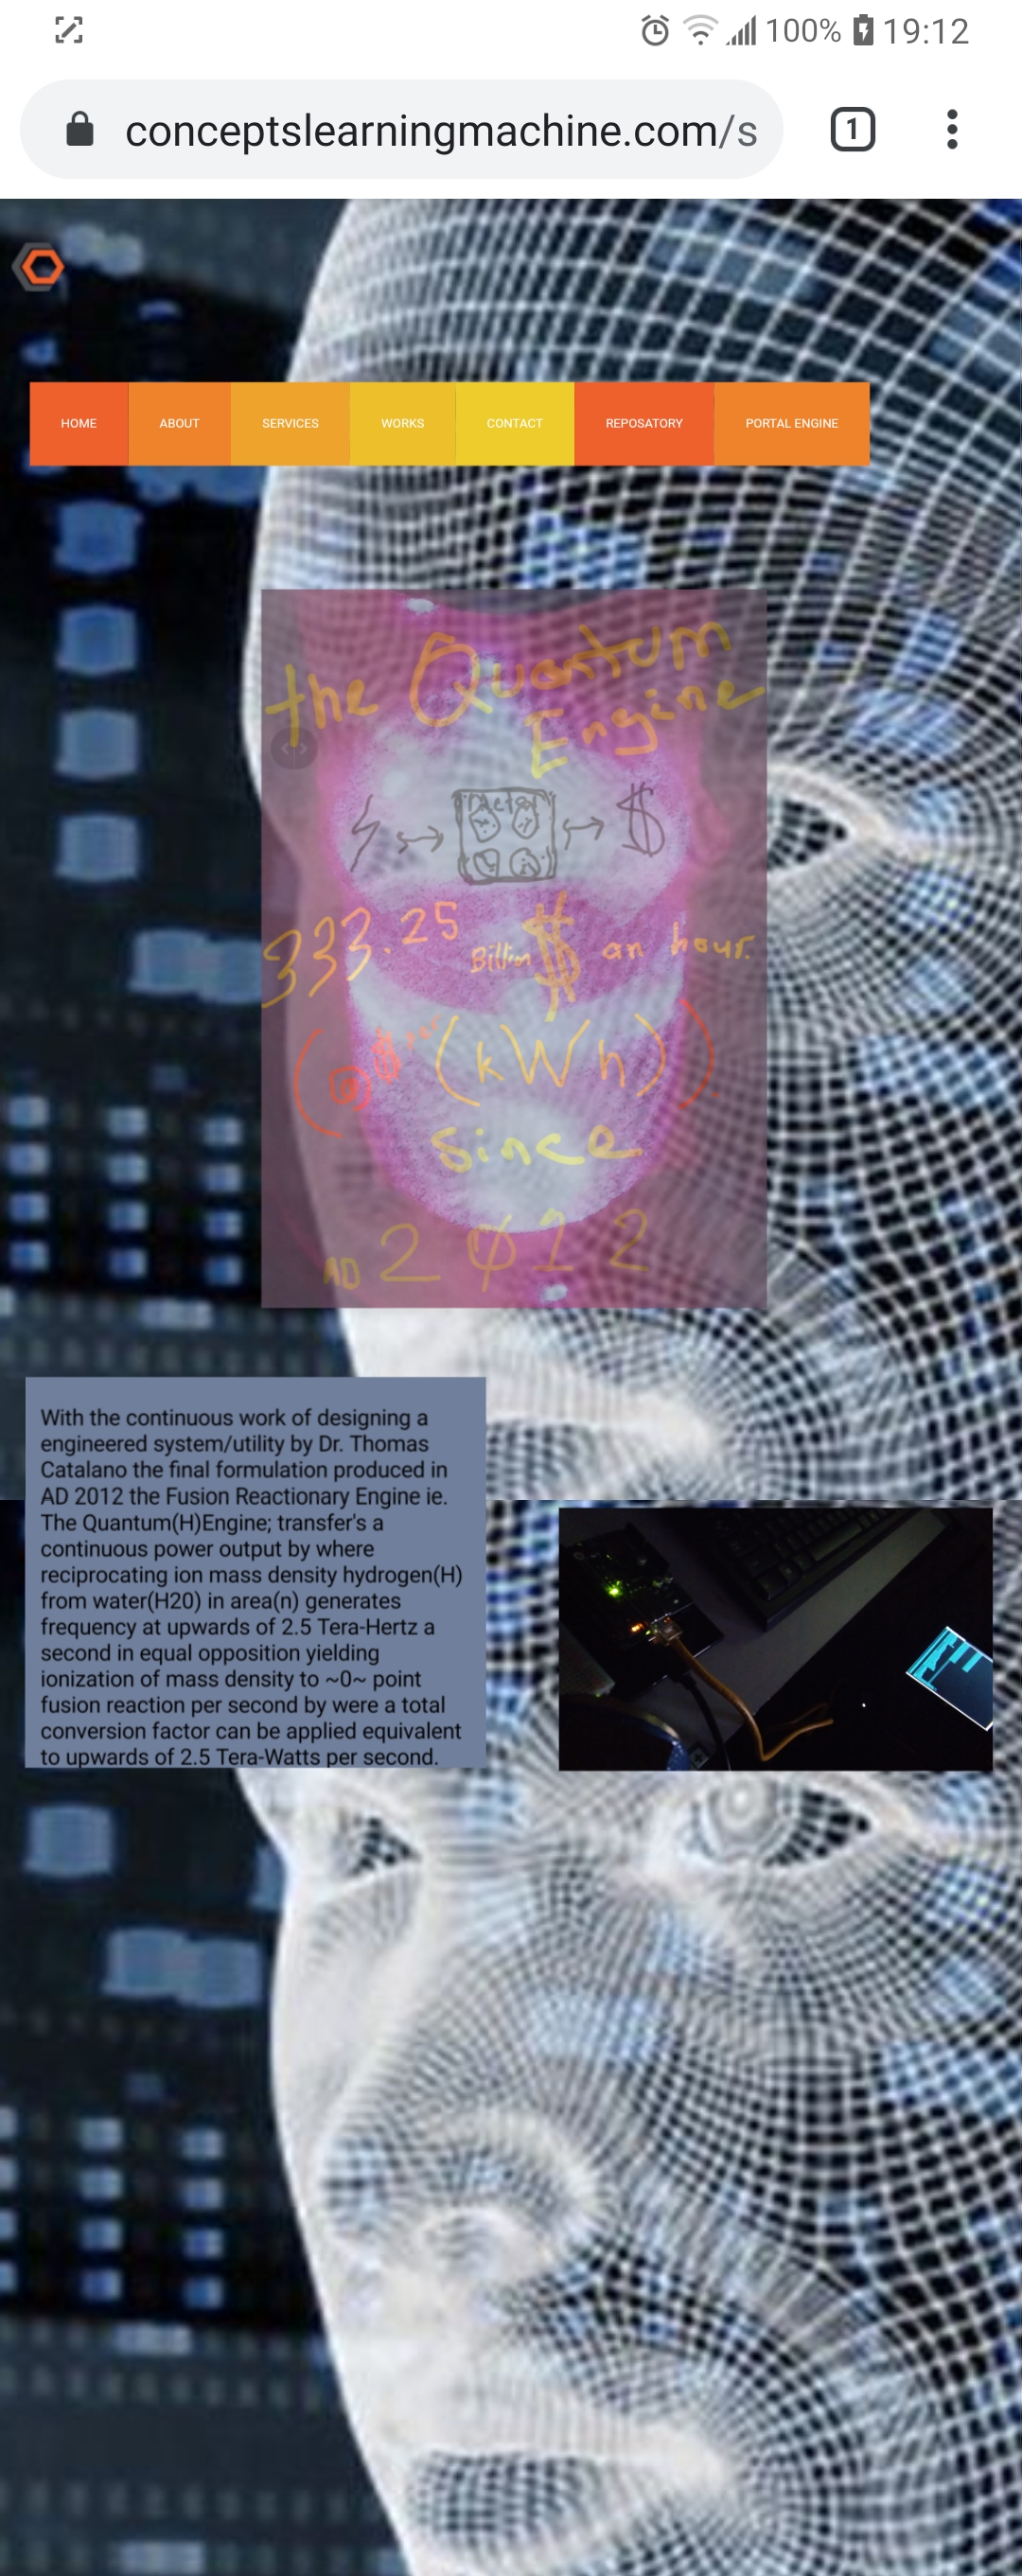 100% 19:12
conceptslearningmachine.com/s
1
HOME ABOUT SERVICES WORKS CONTACT REPOSATORY PORTAL ENGINE
the Quantum
Engine
$
333.25 Billion $ an hour.
(kWh)
since
AD 2012
With the continuous work of designing a
engineered system/utility by Dr. Thomas
Catalano the final formulation produced in
AD 2012 the Fusion Reactionary Engine ie.
The Quantum(H)Engine; transfer's a
continuous power output by where
reciprocating ion mass density hydrogen(H)
from water(H20) in area(n) generates
frequency at upwards of 2.5 Tera-Hertz a
second in equal opposition yielding
ionization of mass density to ~0~ point
fusion reaction per second by were a total
conversion factor can be applied equivalent
to upwards of 2.5 Tera-Watts per second.